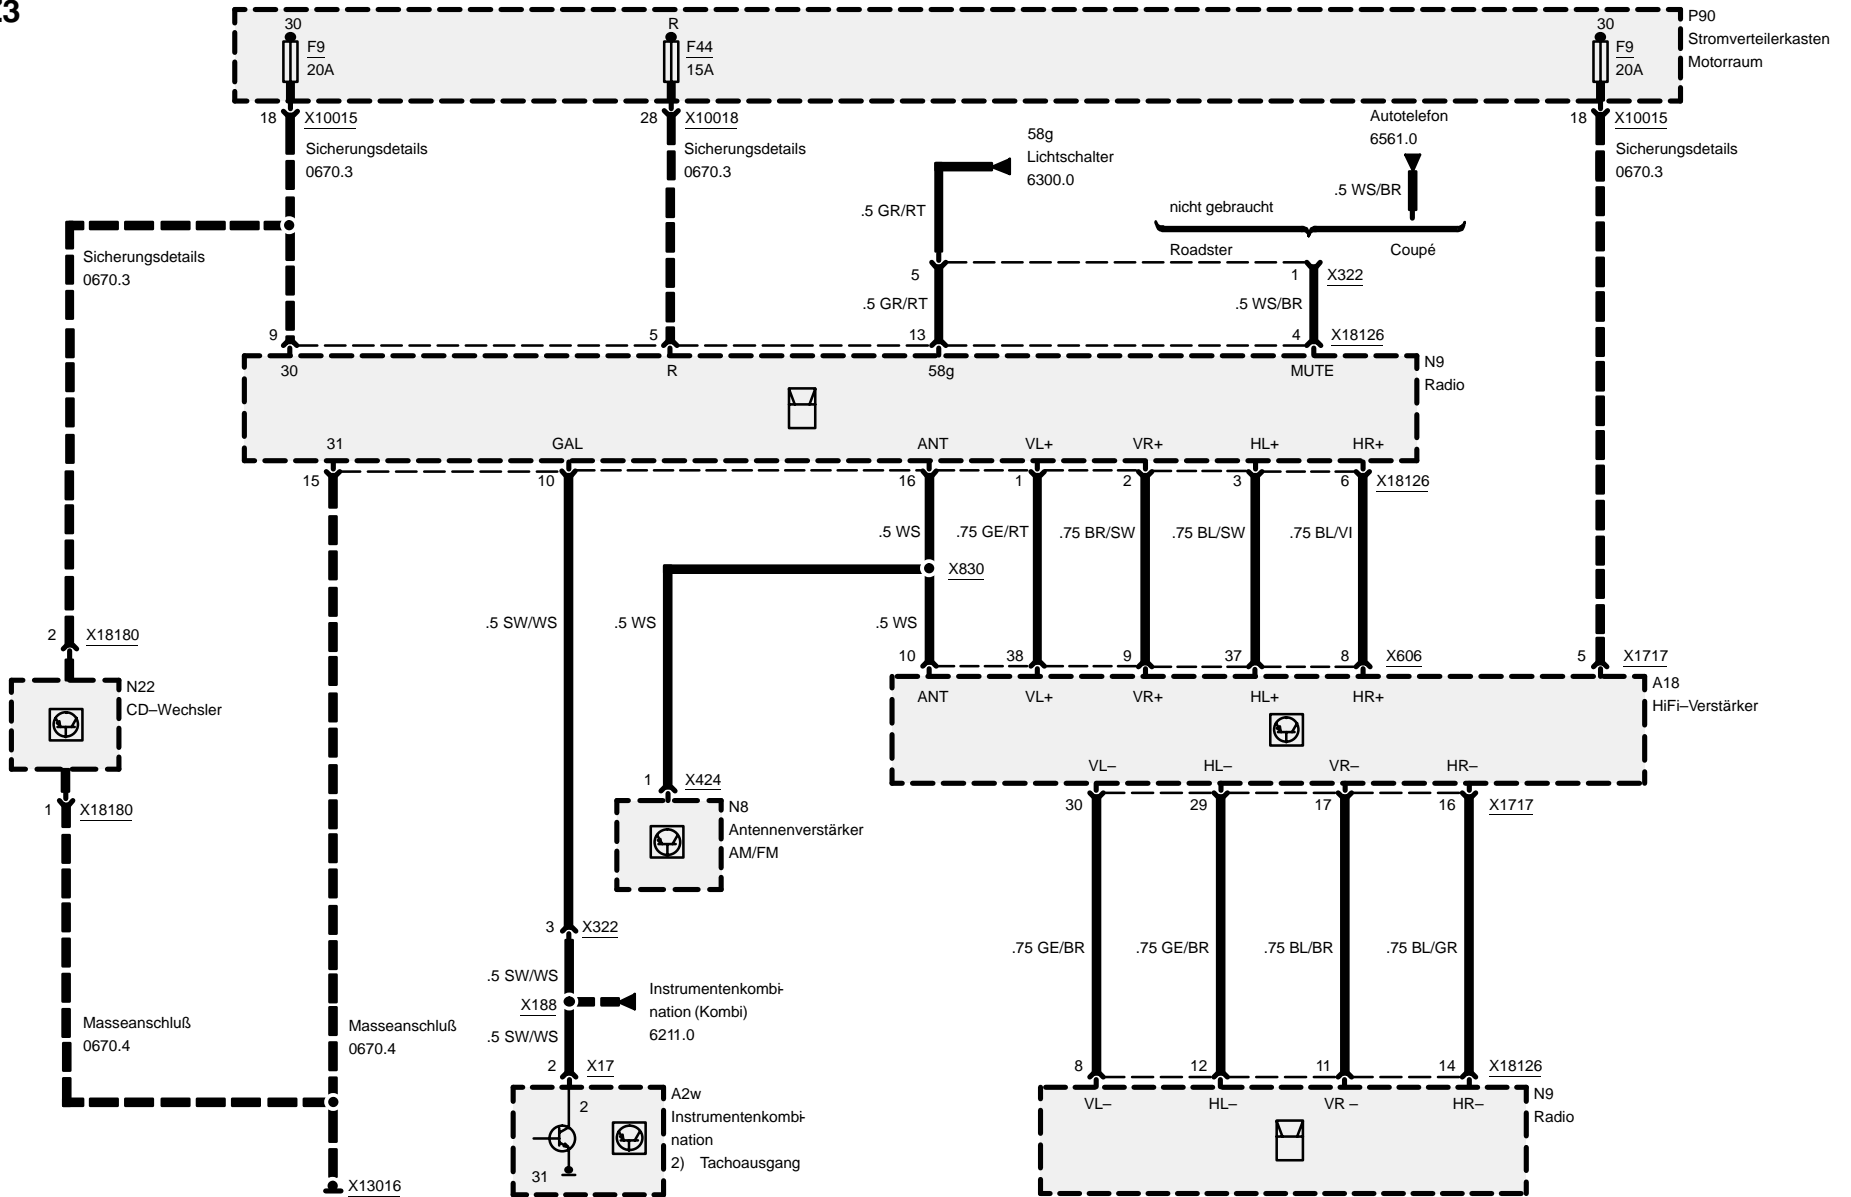 Z3
30
F9
20A
R
F44
15A
30
F9
20A
P90
Stromverteilerkasten
Motorraum
18
X10015
Sicherungsdetails
0670.3
28
X10018
Sicherungsdetails
0670.3
58g
Lichtschalter
6300.0
Autotelefon
6561.0
18
X10015
Sicherungsdetails
0670.3
.5 WS/BR
.5 GR/RT
nicht gebraucht
Roadster
Coupé
Sicherungsdetails
0670.3
5
1
X322
.5 GR/RT
.5 WS/BR
9
5
13
4
X18126
30
R
58g
MUTE
N9
Radio
31
GAL
ANT
VL+
VR+
HL+
HR+
15
10
16
1
2
3
6
X18126
.5 WS
.75 GE/RT
.75 BR/SW
.75 BL/SW
.75 BL/VI
X830
.5 SW/WS
.5 WS
.5 WS
2
X18180
10
38
9
37
8
X606
5
X1717
N22
CD–Wechsler
ANT
VL+
VR+
HL+
HR+
A18
HiFi–Verstärker
VL–
HL–
VR–
HR–
1
X18180
1
X424
N8
Antennenverstärker
AM/FM
30
29
17
16
X1717
3
X322
.5 SW/WS
X188
Instrumentenkombi-
nation (Kombi)
6211.0
.5 SW/WS
.75 GE/BR
.75 GE/BR
.75 BL/BR
.75 BL/GR
Masseanschluß
0670.4
Masseanschluß
0670.4
2
X17
8
12
11
14
X18126
2
31
A2w
Instrumentenkombi-
nation
2) Tachoausgang
VL–
HL–
VR –
HR–
N9
Radio
X13016